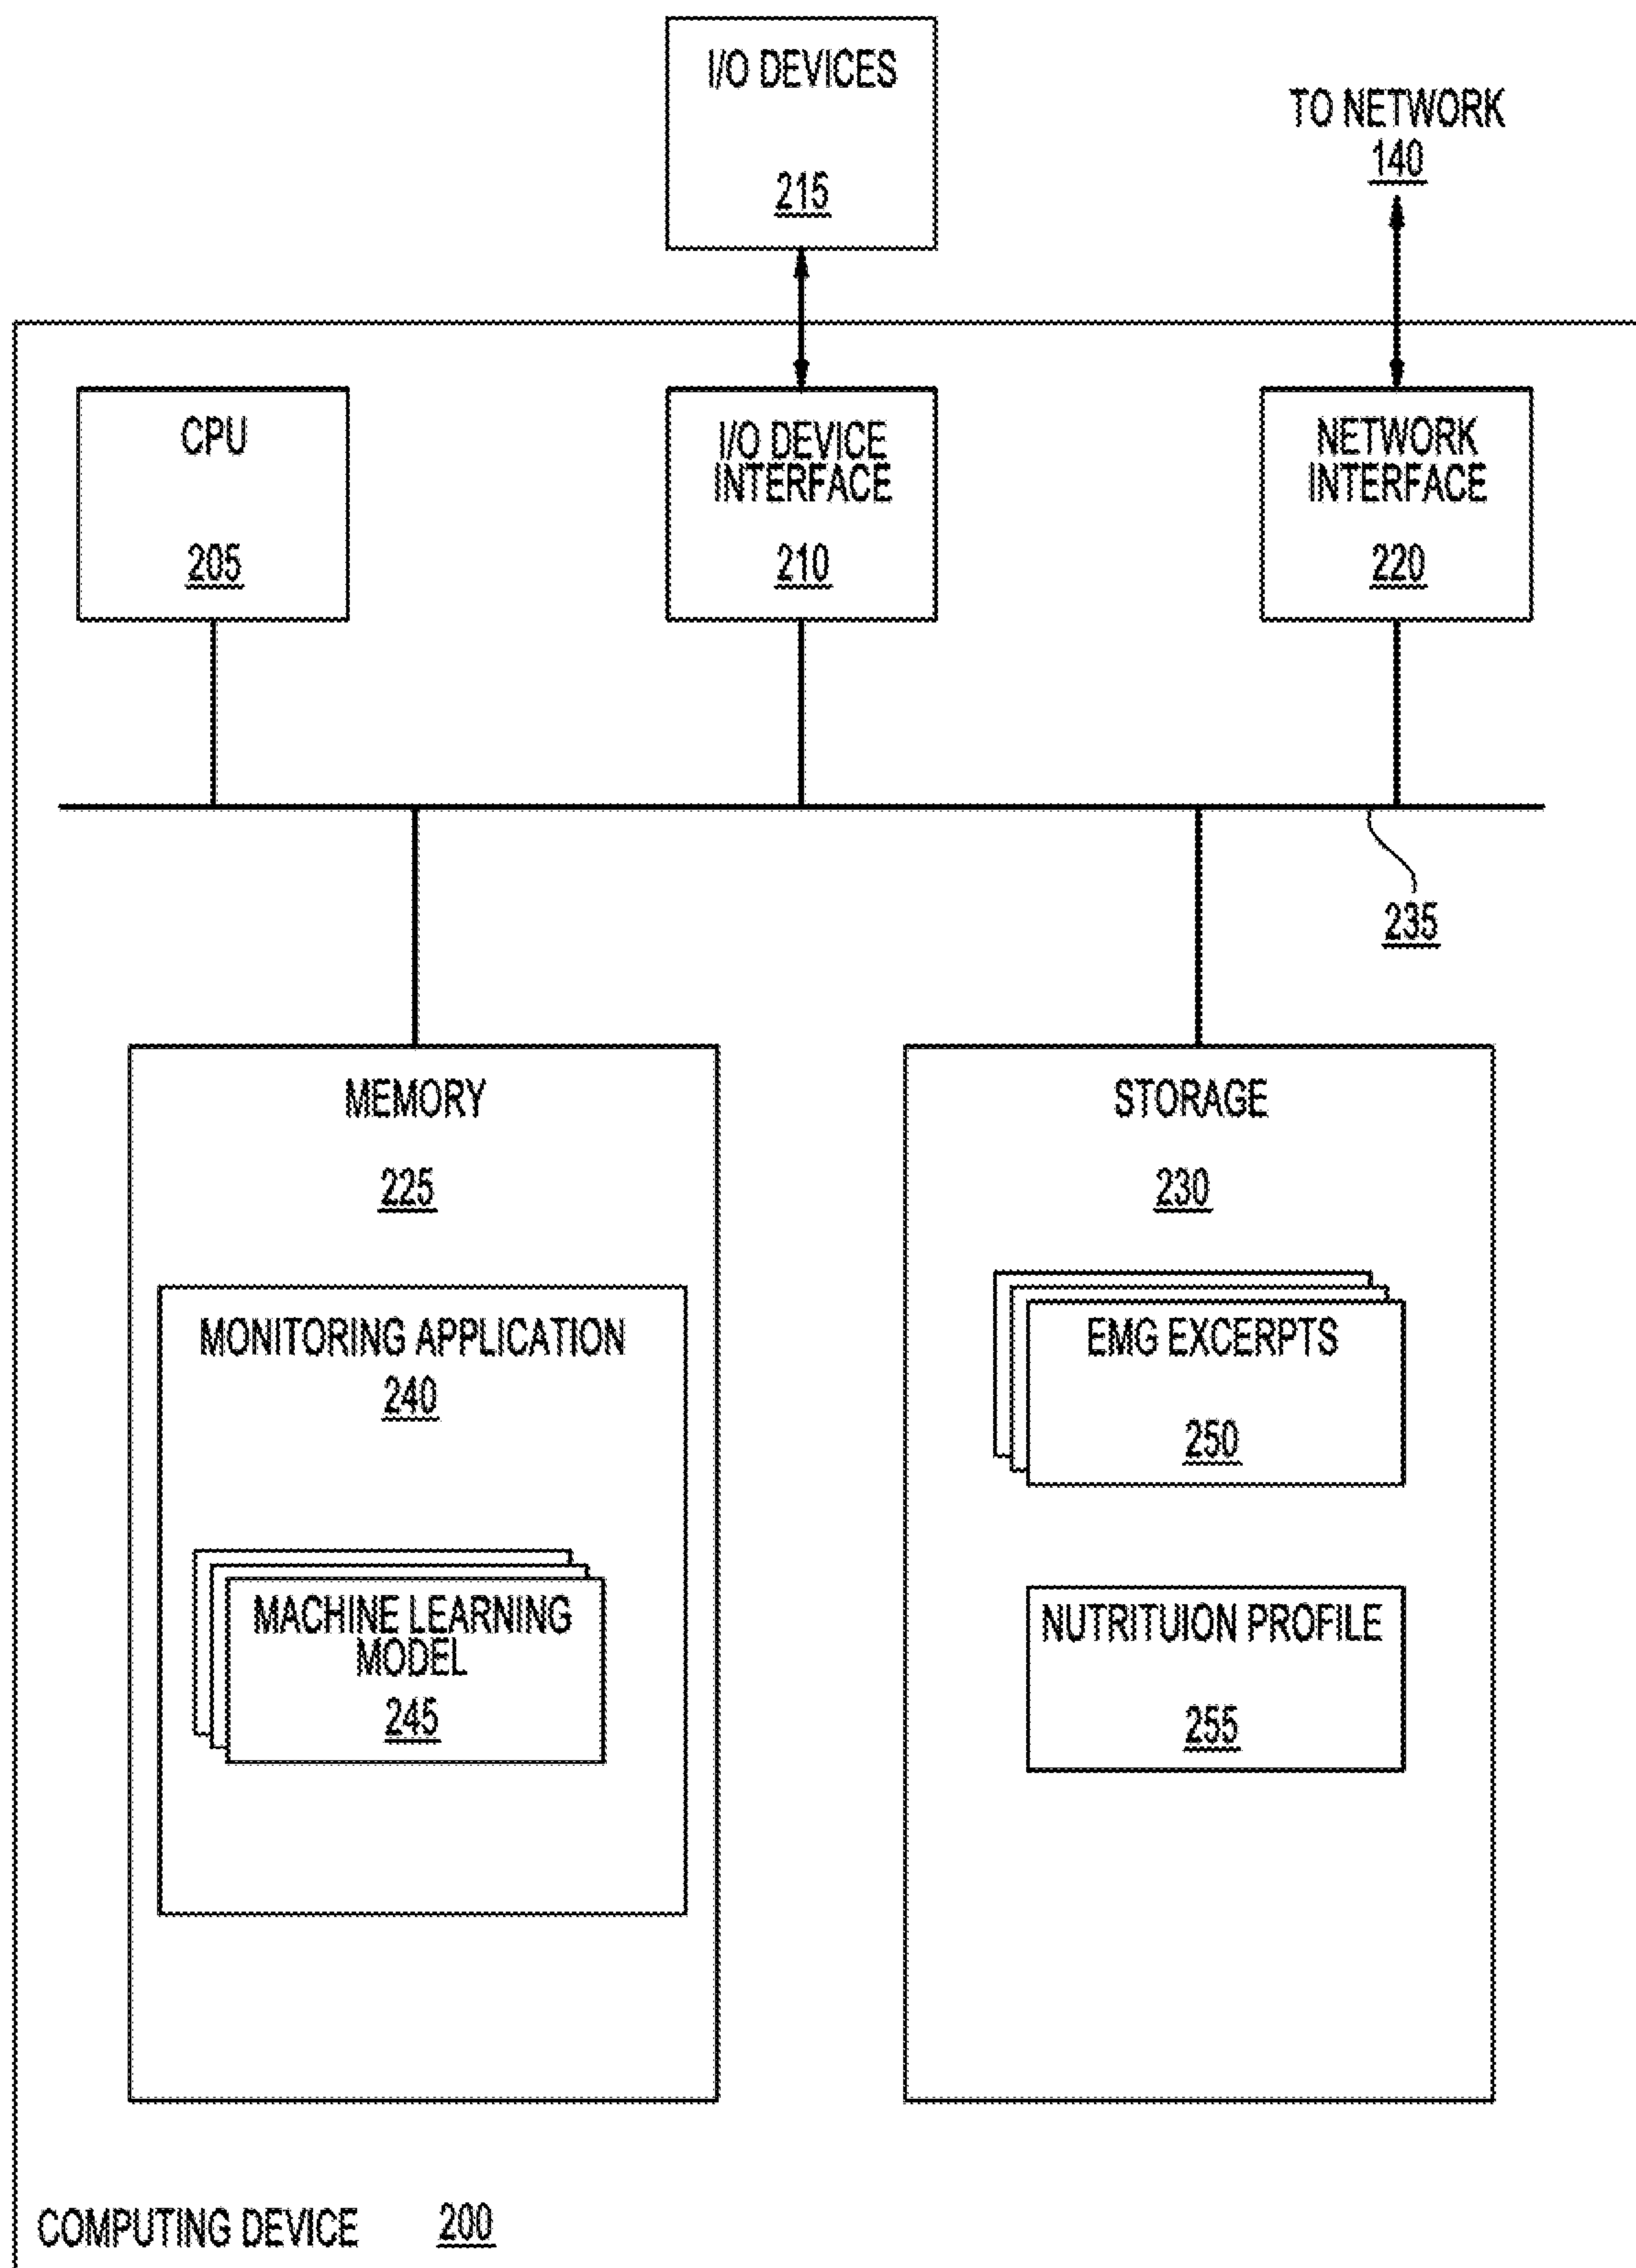 I/O DEVICES
215
TO NETWORK
140
CPU
205
I/O DEVICE
INTERFACE
210
NETWORK
INTERFACE
220
235
MEMORY
225
MONITORING APPLICATION
240
MACHINE LEARNING
MODEL
245
STORAGE
230
EMG EXCERPTS
250
NUTRITUION PROFILE
255
COMPUTING DEVICE 200